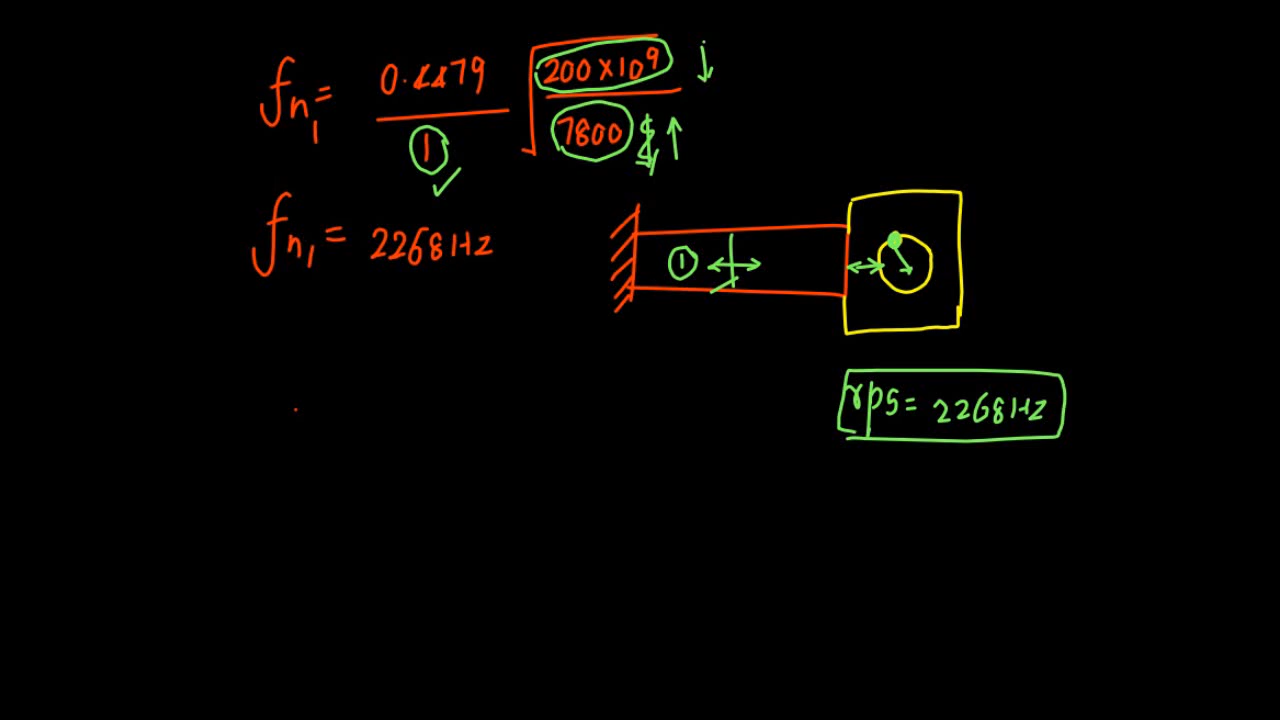 fn1 = 0.4479 / 1 √ 200×10⁹ / 7800 ↓ ↑
fn1 = 2268 Hz
1
rps = 2268 Hz